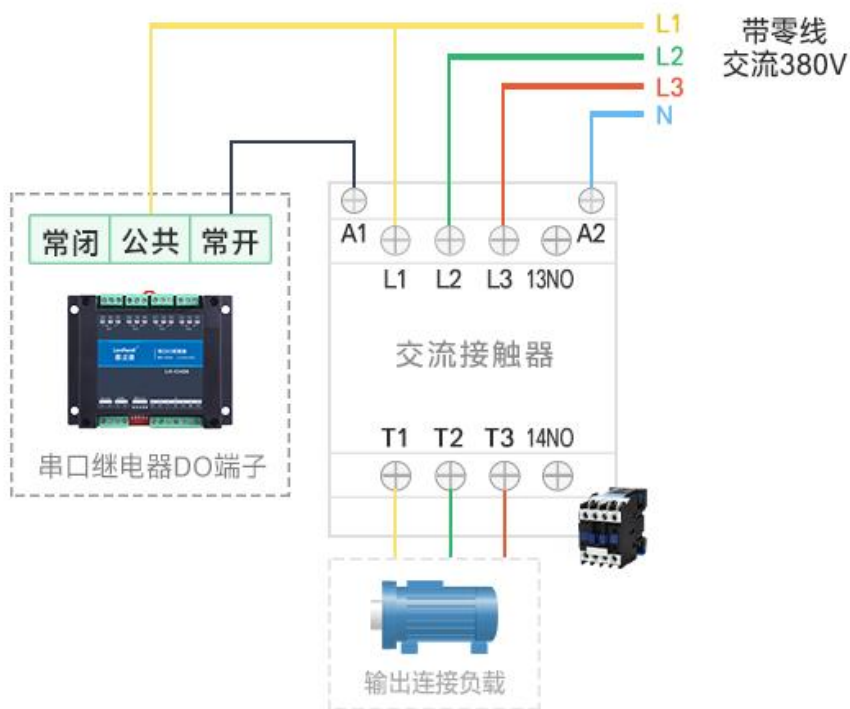 L1
L2
L3
N
带零线
交流380V
常闭 公共 常开
A1
A2
L1 L2 L3 13NO
交流接触器
T1 T2 T3 14NO
串口继电器DO端子
输出连接负载